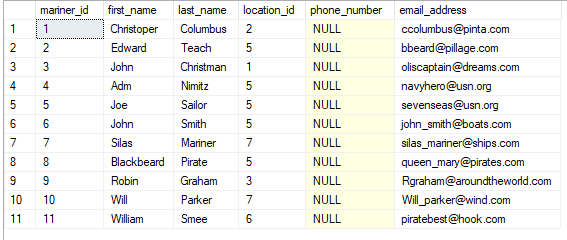 mariner_id first_name last_name location_id phone_number email_address
1 1 Christoper Columbus 2 NULL ccolumbus@pinta.com
2 2 Edward Teach 5 NULL bbeard@pillage.com
3 3 John Christman 1 NULL oliscaptain@dreams.com
4 4 Adm Nimitz 5 NULL navyhero@usn.org
5 5 Joe Sailor 5 NULL sevenseas@usn.org
6 6 John Smith 5 NULL john_smith@boats.com
7 7 Silas Mariner 7 NULL silas_mariner@ships.com
8 8 Blackbeard Pirate 5 NULL queen_mary@pirates.com
9 9 Robin Graham 3 NULL Rgraham@aroundtheworld.com
10 10 Will Parker 7 NULL Will_parker@wind.com
11 11 William Smee 6 NULL piratebest@hook.com